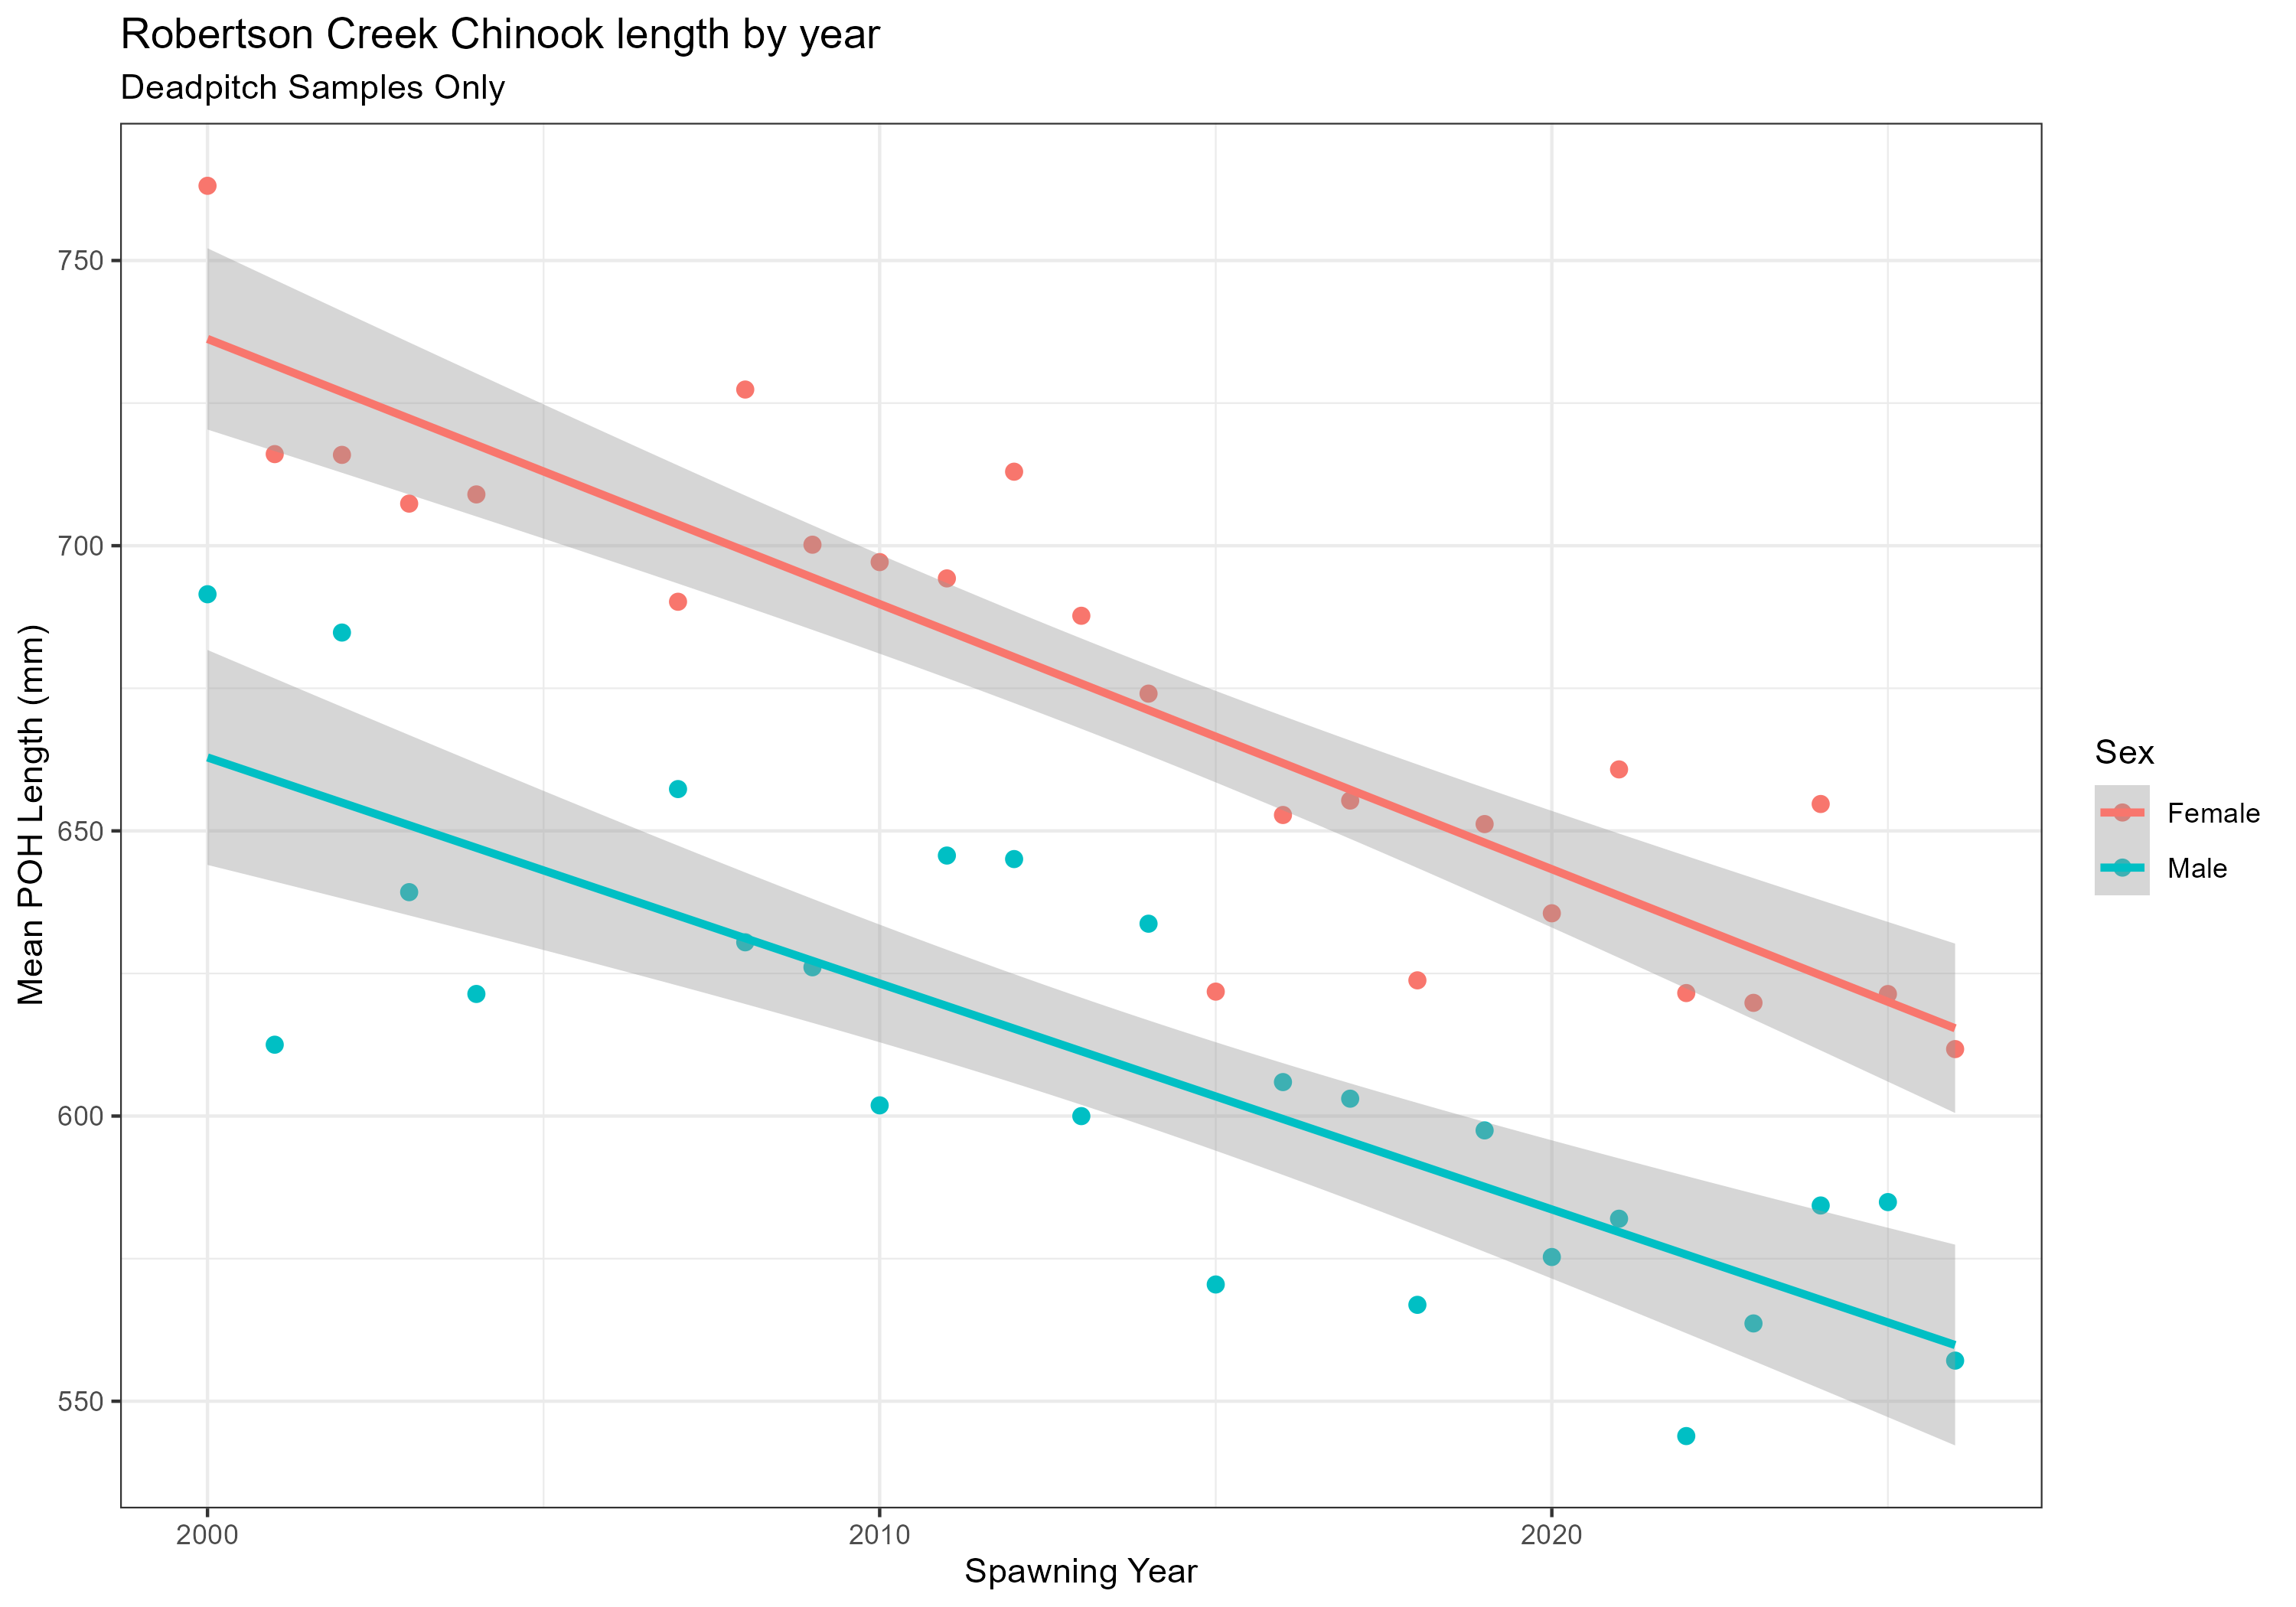 Robertson Creek Chinook length by year
Deadpitch Samples Only
Mean POH Length (mm)
750
700
650
600
550
2000
2010
2020
Spawning Year
Sex
Female
Male